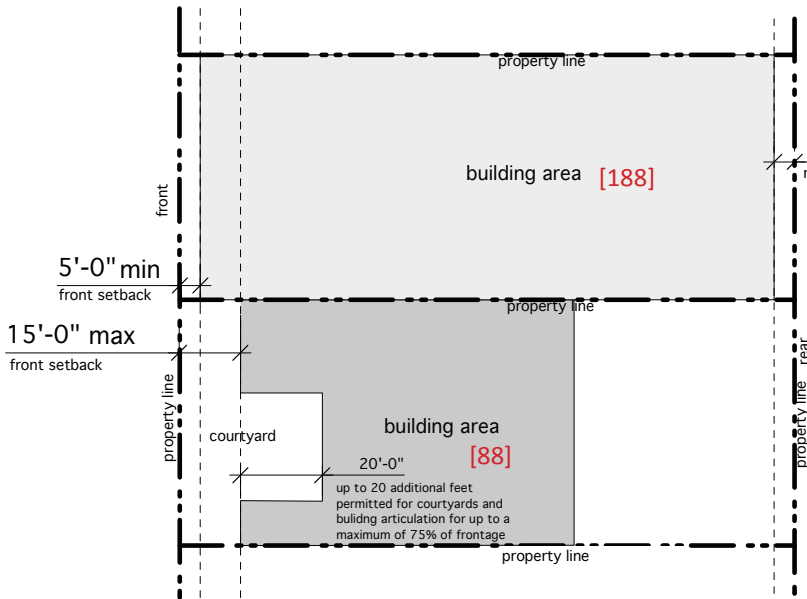 property line
building area [188]
r
front
5'-0" min
front setback
property line
15'-0" max
front setback
rear
property line
property line
courtyard
building area
[88]
20'-0"
up to 20 additional feet
permitted for courtyards and
bulidng articulation for up to a
maximum of 75% of frontage
property line